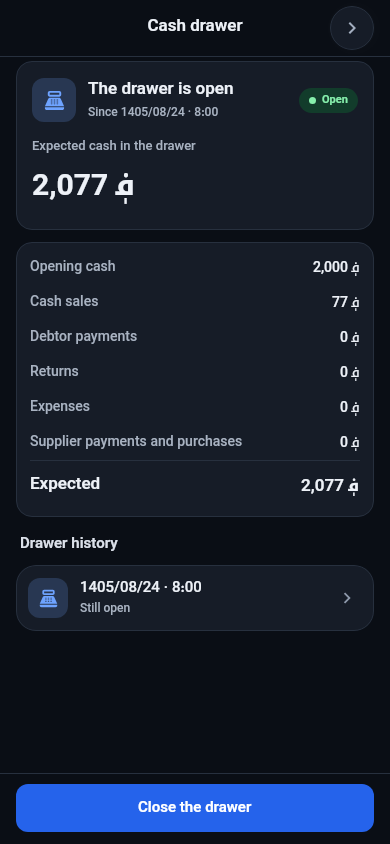 Cash drawer
The drawer is open
Since 1405/08/24 · 8:00
Open
Expected cash in the drawer
2,077 ؋
Opening cash 2,000 ؋
Cash sales 77 ؋
Debtor payments 0 ؋
Returns 0 ؋
Expenses 0 ؋
Supplier payments and purchases 0 ؋
Expected 2,077 ؋
Drawer history
1405/08/24 · 8:00
Still open
Close the drawer